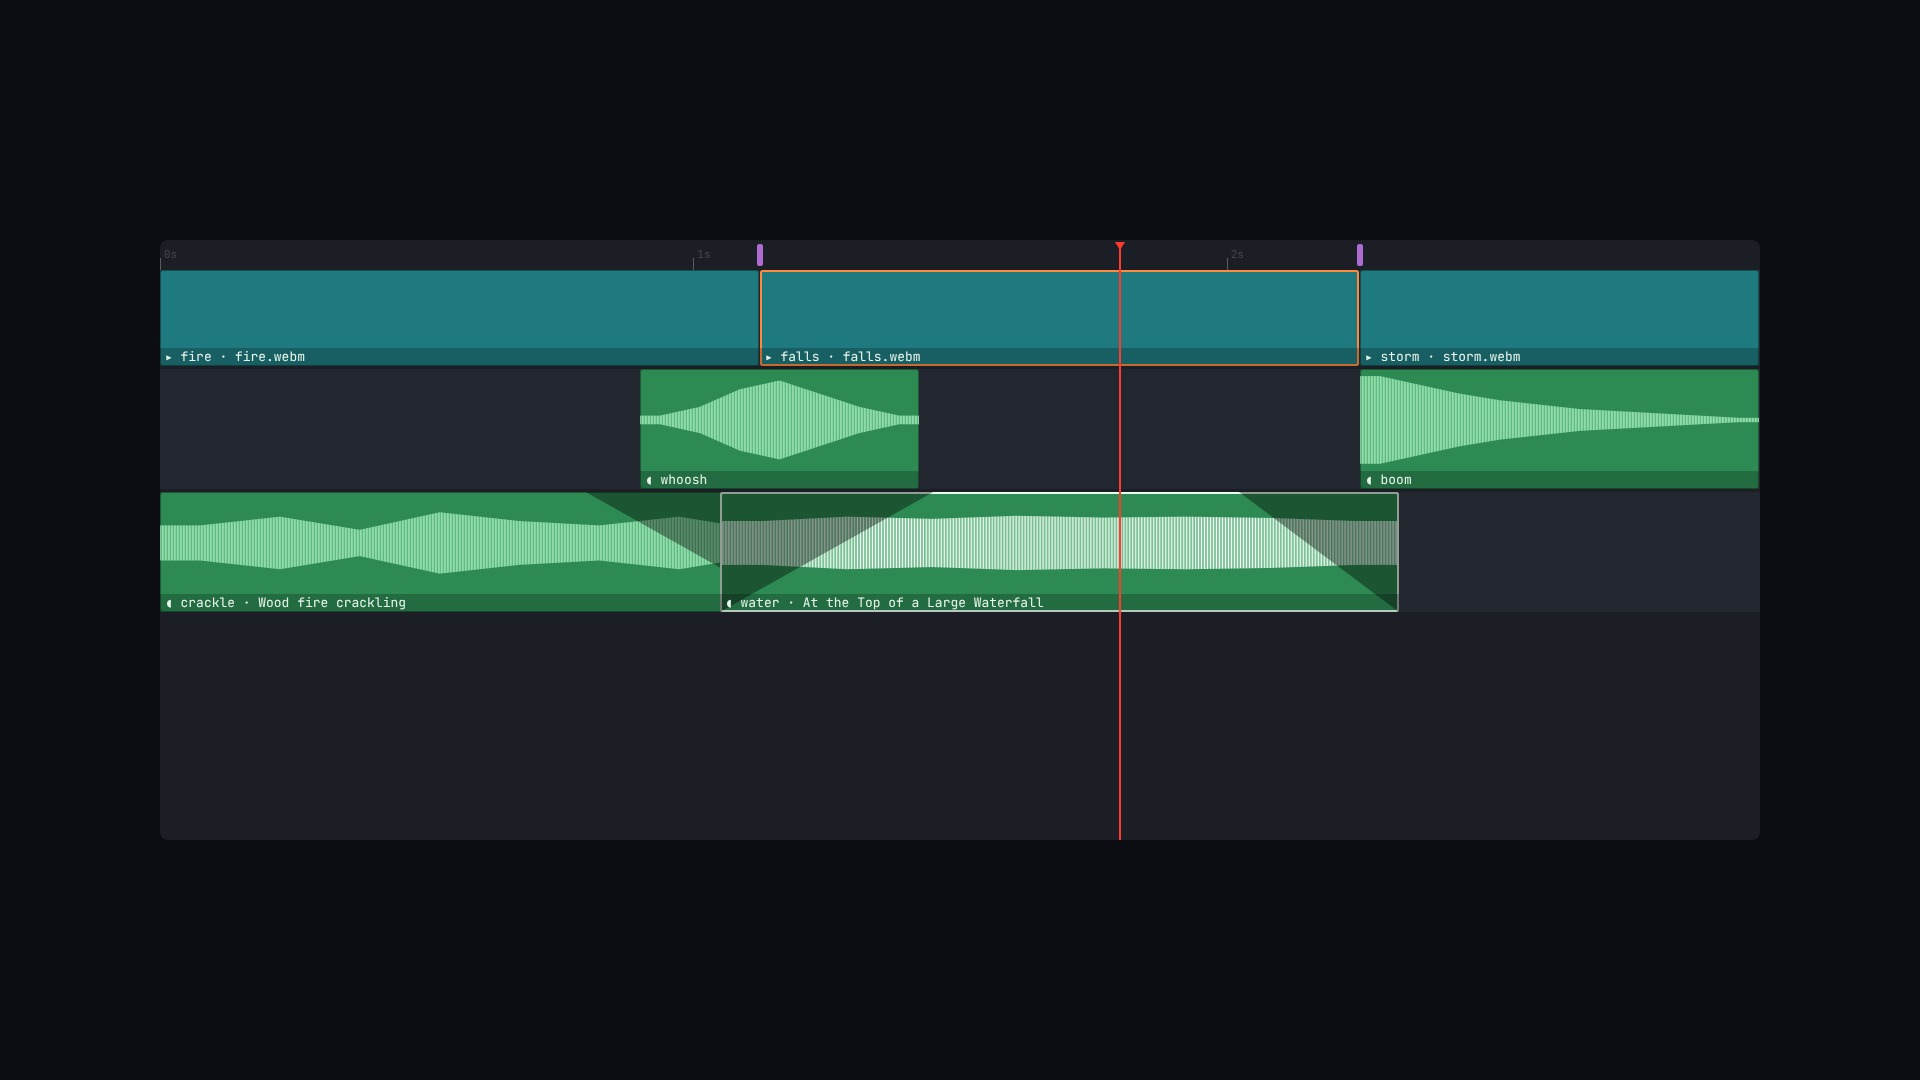 0s 1s 2s
▸ fire · fire.webm ▸ falls · falls.webm ▸ storm · storm.webm
whoosh boom
crackle · Wood fire crackling water · At the Top of a Large Waterfall